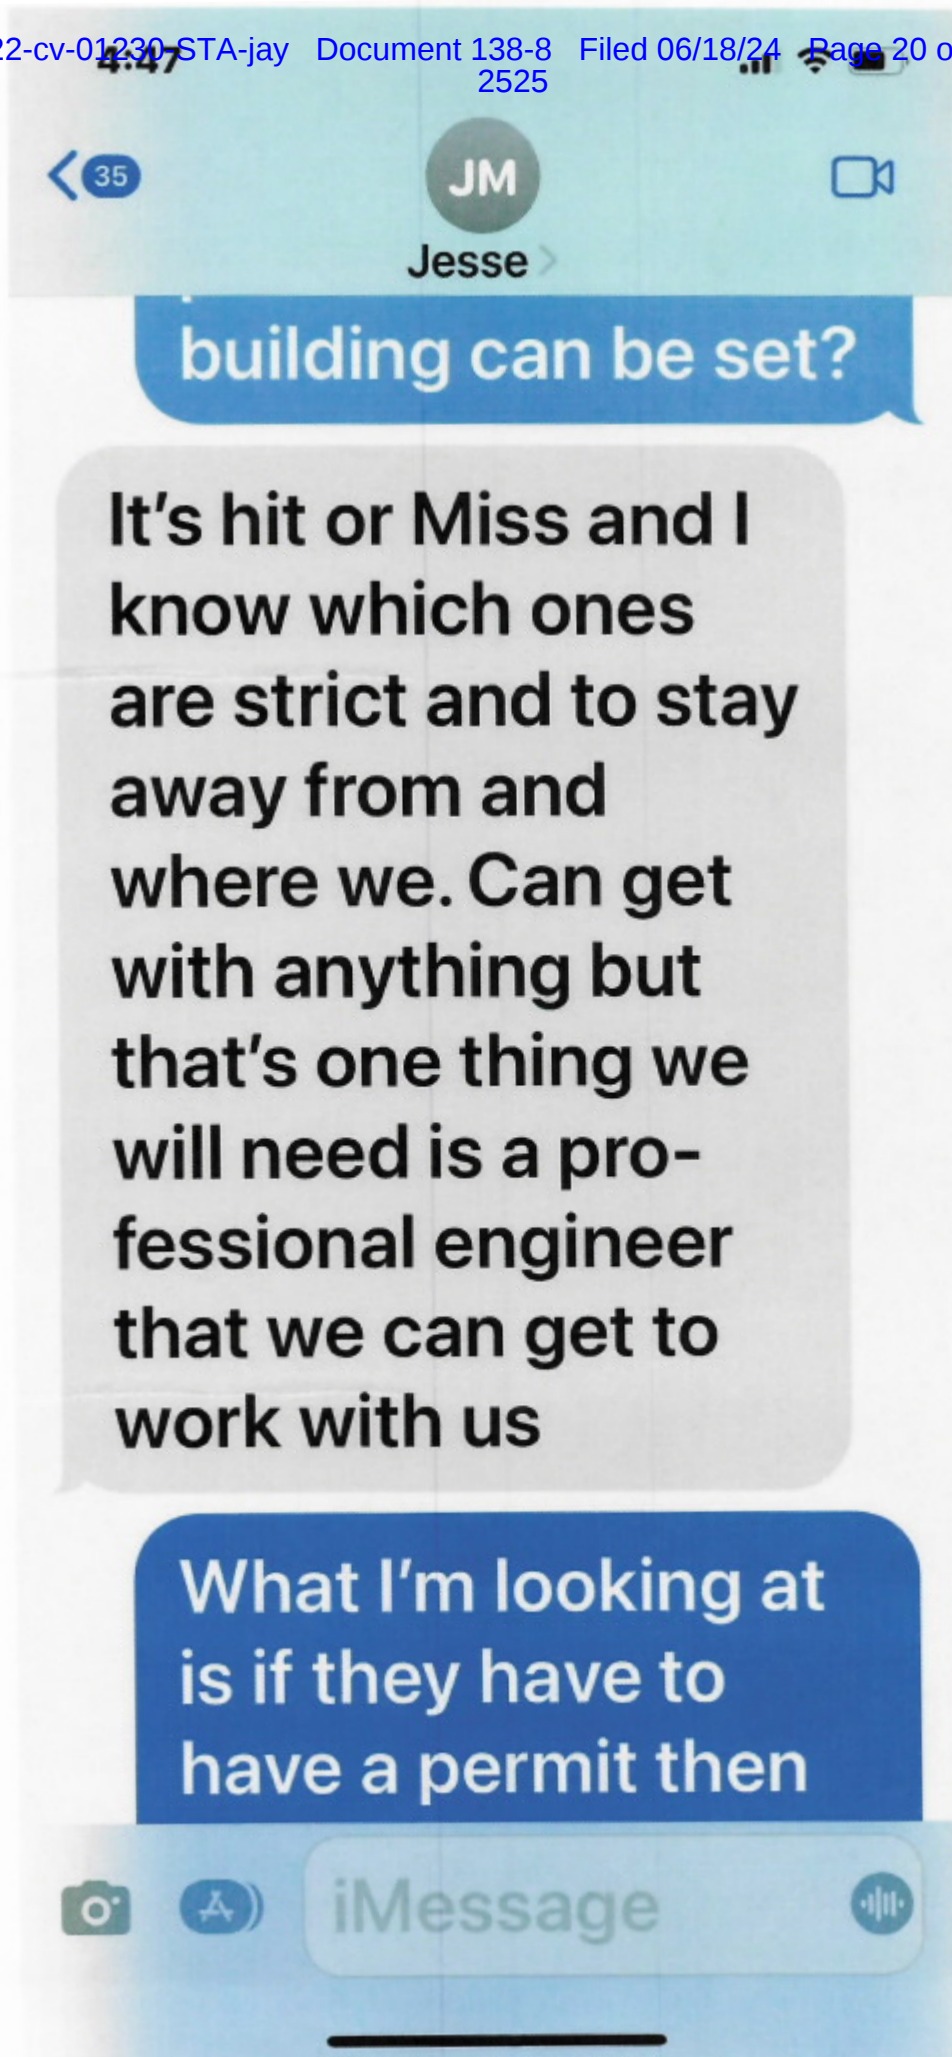 22-cv-01230-STA-jay Document 138-8 Filed 06/18/24 Page 20 o
2525
4:47
35
JM
Jesse
building can be set?
It's hit or Miss and I
know which ones
are strict and to stay
away from and
where we. Can get
with anything but
that's one thing we
will need is a pro-
fessional engineer
that we can get to
work with us
What I'm looking at
is if they have to
have a permit then
iMessage